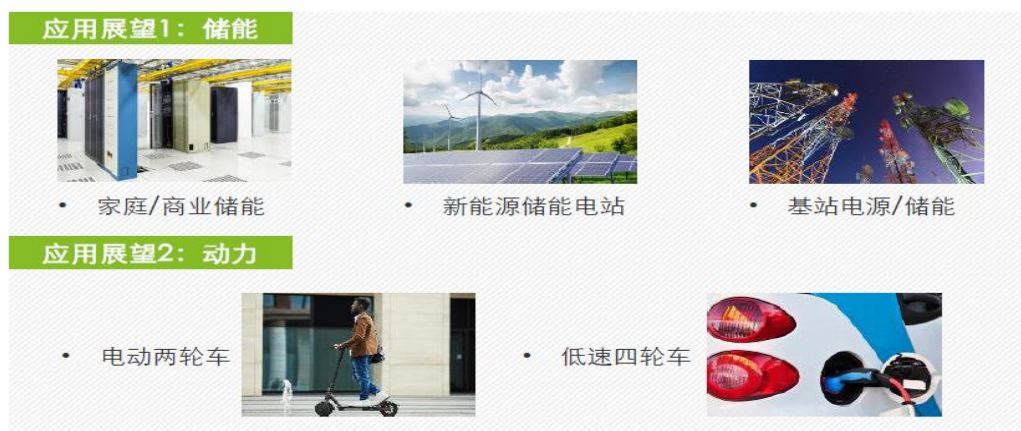 应用展望1：储能
• 家庭/商业储能
• 新能源储能电站
• 基站电源/储能
应用展望2：动力
• 电动两轮车
• 低速四轮车